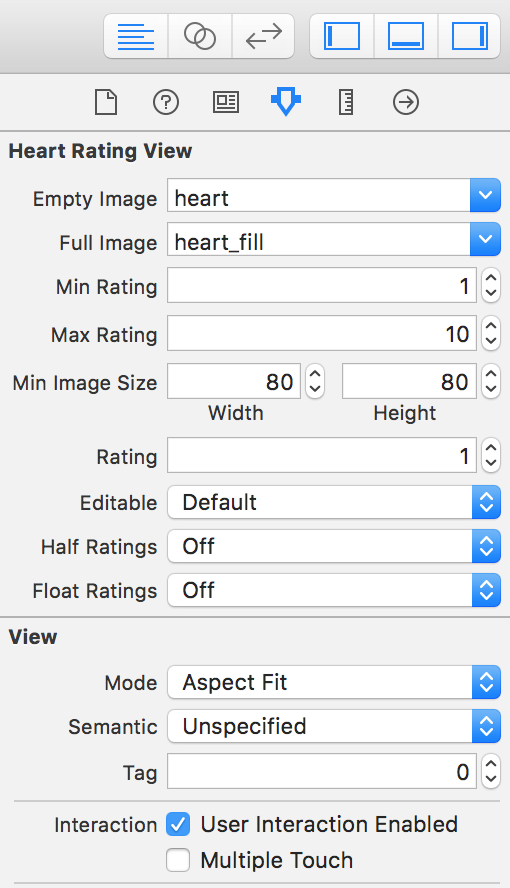 Heart Rating View
Empty Image heart
Full Image heart_fill
Min Rating 1
Max Rating 10
Min Image Size 80 80
Width Height
Rating 1
Editable Default
Half Ratings Off
Float Ratings Off
View
Mode Aspect Fit
Semantic Unspecified
Tag 0
Interaction User Interaction Enabled
Multiple Touch